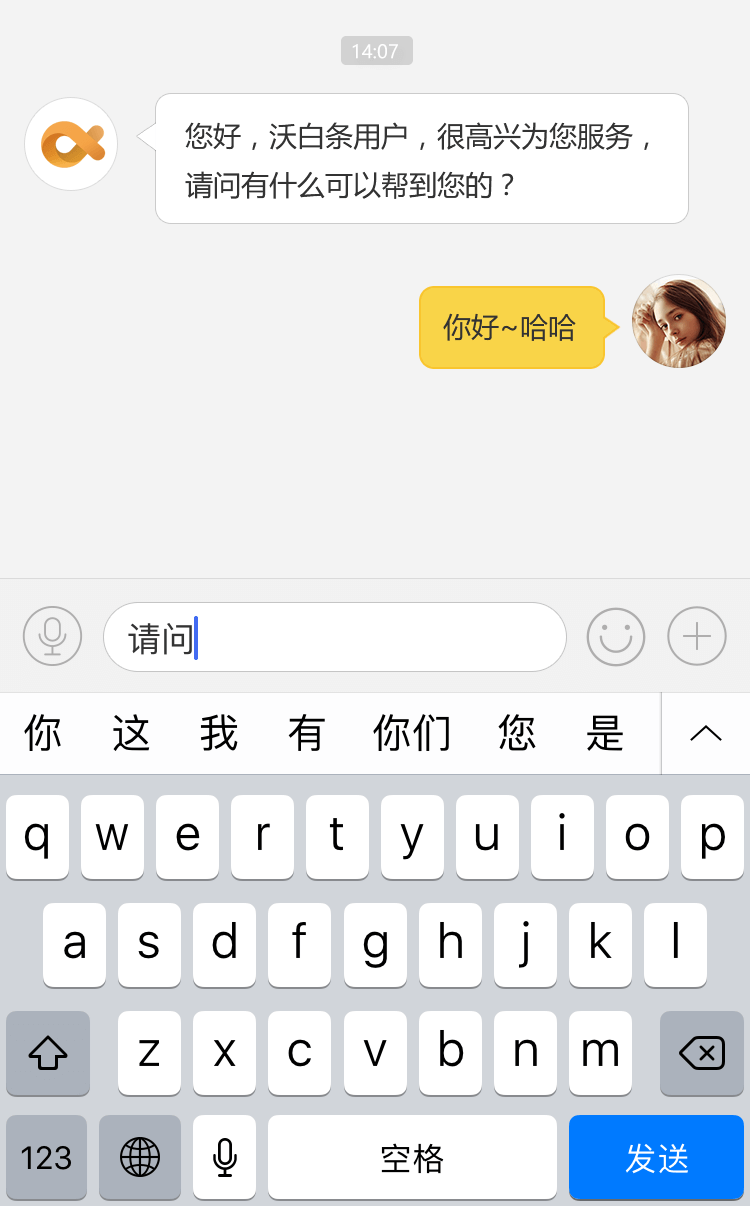 14:07
您好，沃白条用户，很高兴为您服务，
请问有什么可以帮到您的？
你好~哈哈
请问
你 这 我 有 你们 您 是
q w e r t y u i o p
a s d f g h j k l
z x c v b n m
123 空格 发送